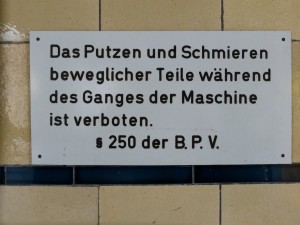 Das Putzen und Schmieren
beweglicher Teile während
des Ganges der Maschine
ist verboten.
§ 250 der B. P. V.